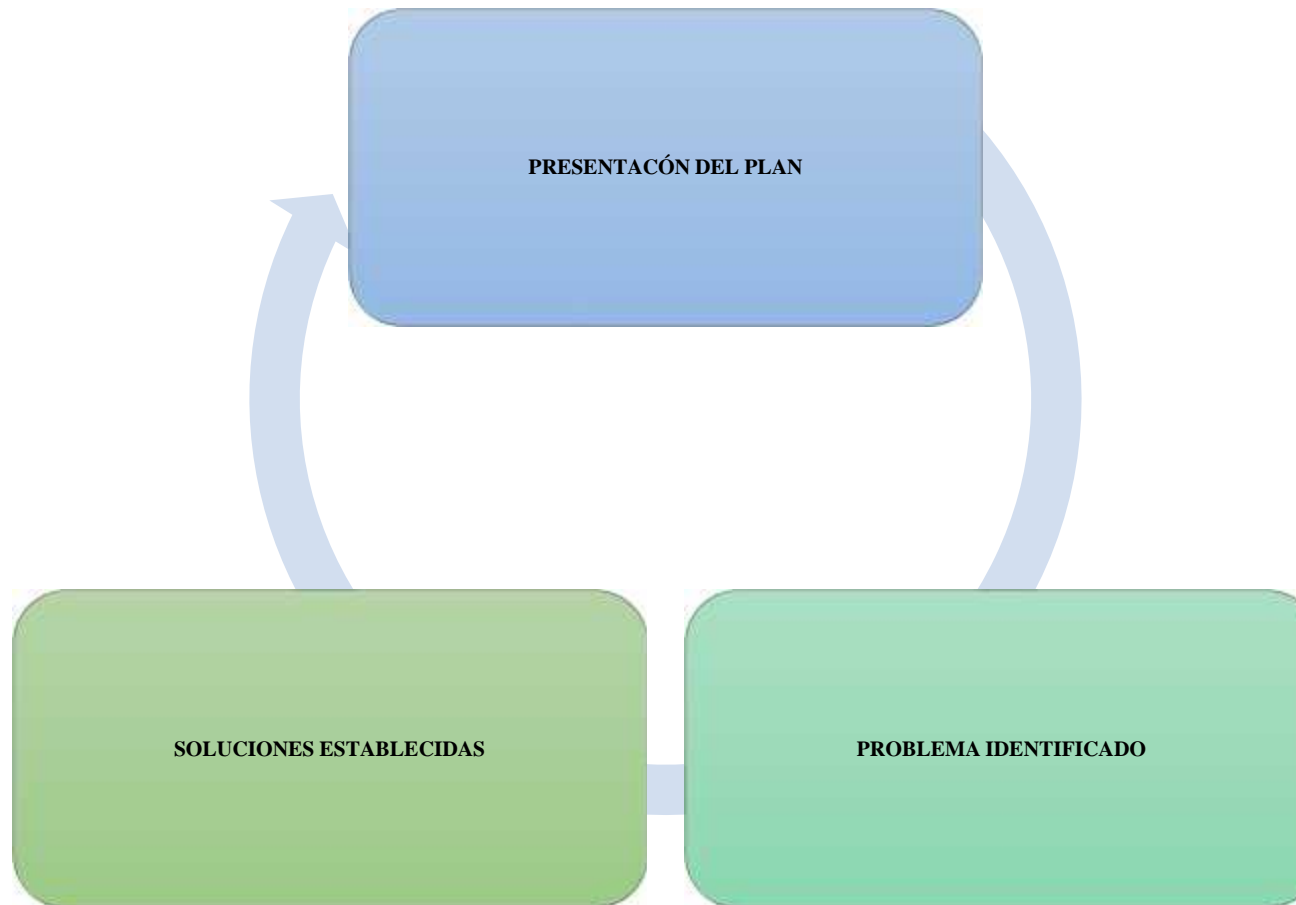 PRESENTACÓN DEL PLAN
SOLUCIONES ESTABLECIDAS
PROBLEMA IDENTIFICADO